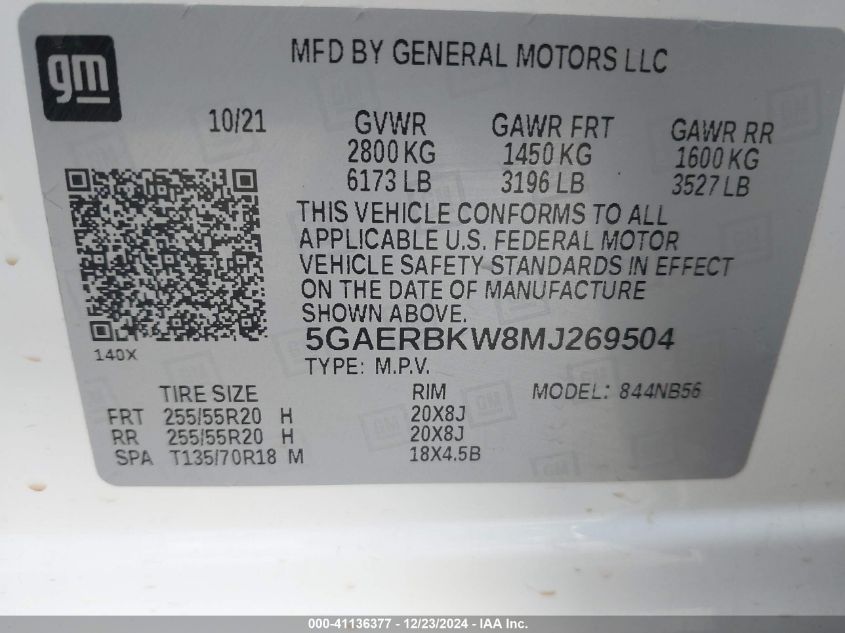 gm
MFD BY GENERAL MOTORS LLC
10/21 GVWR GAWR FRT GAWR RR
2800 KG 1450 KG 1600 KG
6173 LB 3196 LB 3527 LB
THIS VEHICLE CONFORMS TO ALL
APPLICABLE U.S. FEDERAL MOTOR
VEHICLE SAFETY STANDARDS IN EFFECT
ON THE DATE OF MANUFACTURE
SHOWN ABOVE.
5GAERBKW8MJ269504
140X
TYPE: M.P.V.
TIRE SIZE RIM MODEL: 844NB56
FRT 255/55R20 H 20X8J
RR 255/55R20 H 20X8J
SPA T135/70R18 M 18X4.5B
000-41136377 - 12/23/2024 - IAA Inc.